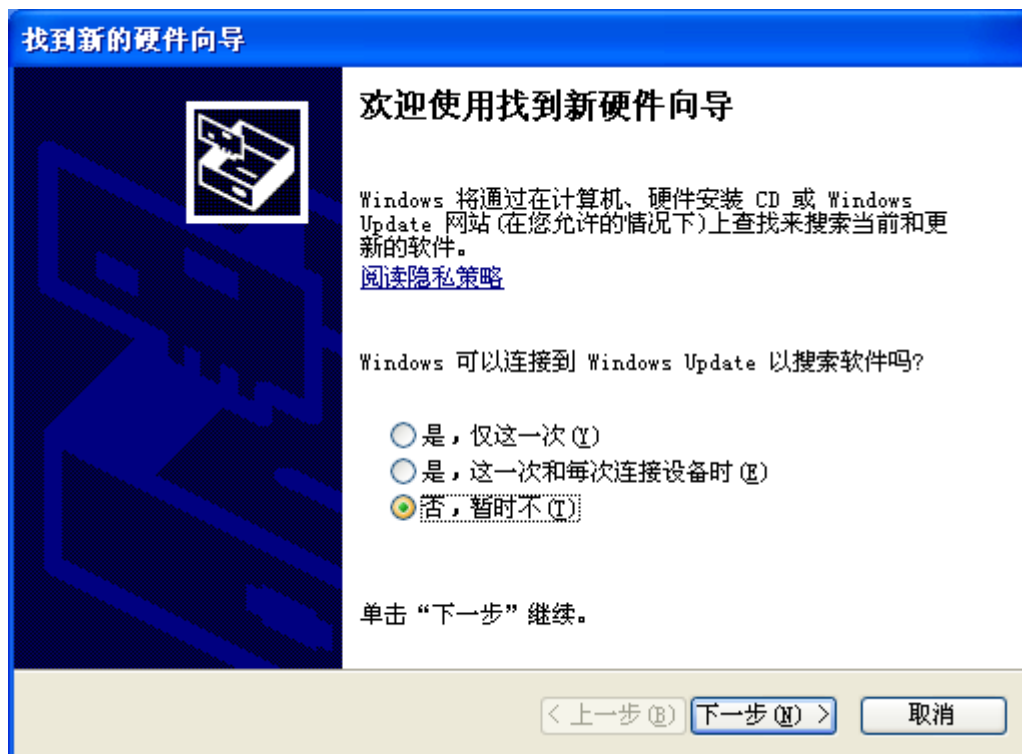 找到新的硬件向导
欢迎使用找到新硬件向导
Windows 将通过在计算机、硬件安装 CD 或 Windows
Update 网站(在您允许的情况下)上查找来搜索当前和更
新的软件。
阅读隐私策略
Windows 可以连接到 Windows Update 以搜索软件吗?
是，仅这一次(Y)
是，这一次和每次连接设备时(E)
否，暂时不(T)
单击“下一步”继续。
< 上一步(B) 下一步(N) > 取消